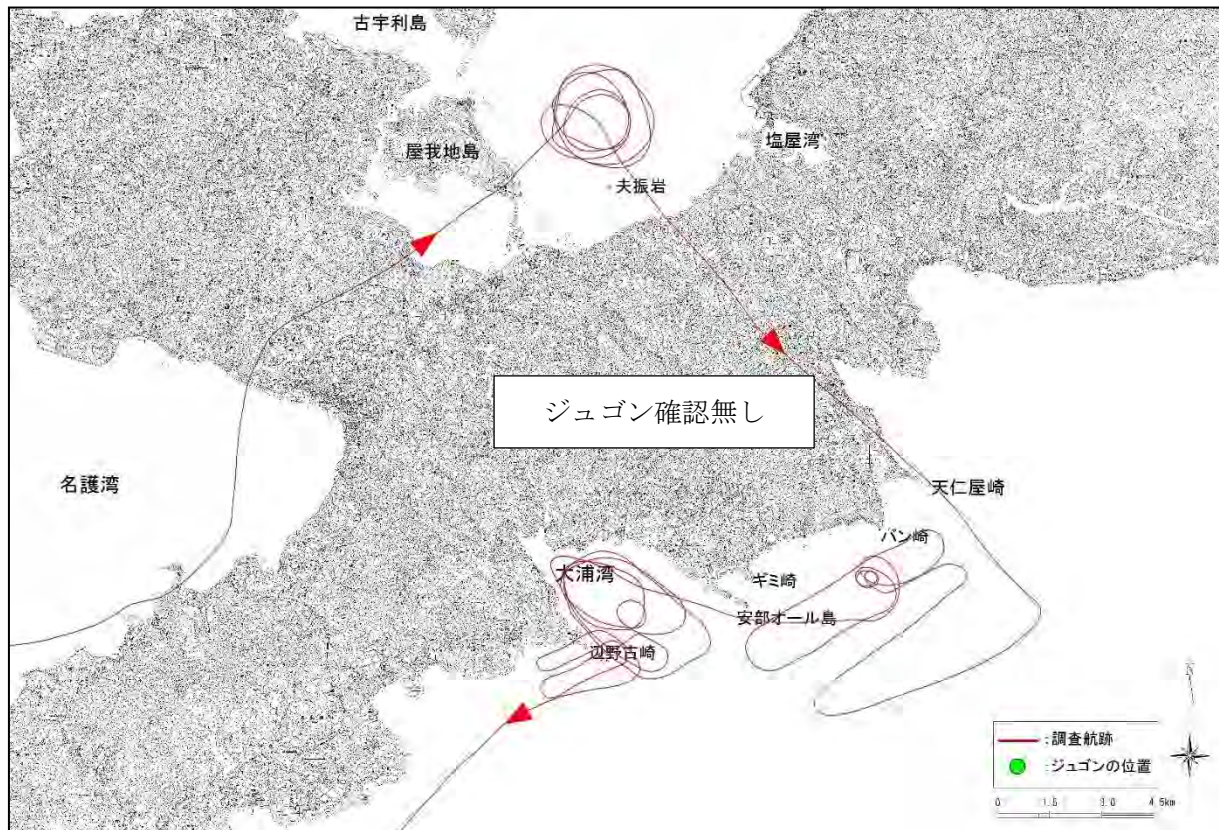 古宇利島
屋我地島
塩屋湾
夫振岩
ジュゴン確認無し
名護湾
天仁屋崎
バン崎
大浦湾
ギミ崎
安部オール島
辺野古崎
N
:調査航跡
:ジュゴンの位置
0 1.5 3.0 4.5km